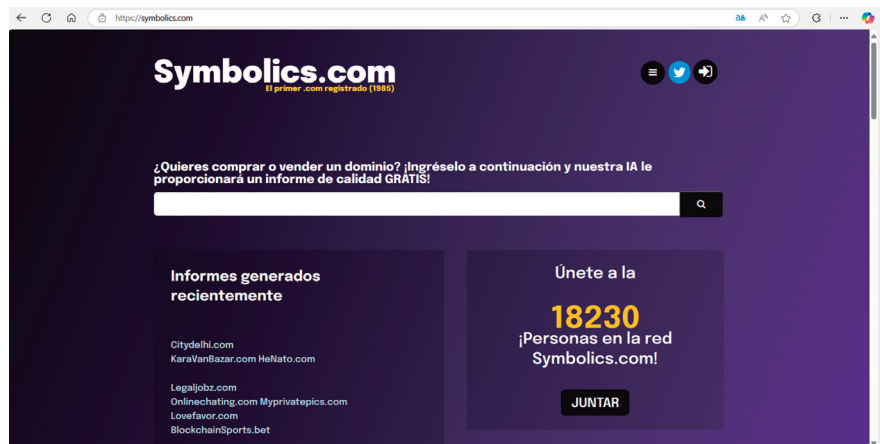 https://symbolics.com
Symbolics.com
El primer .com registrado (1985)
¿Quieres comprar o vender un dominio? ¡Ingréselo a continuación y nuestra IA le
proporcionará un informe de calidad GRATIS!
Informes generados
recientemente
Citydelhi.com
KaraVanBazar.com HeNato.com
Legaljobz.com
Onlinechating.com Myprivatepics.com
Lovefavor.com
BlockchainSports.bet
Únete a la
18230
¡Personas en la red
Symbolics.com!
JUNTAR